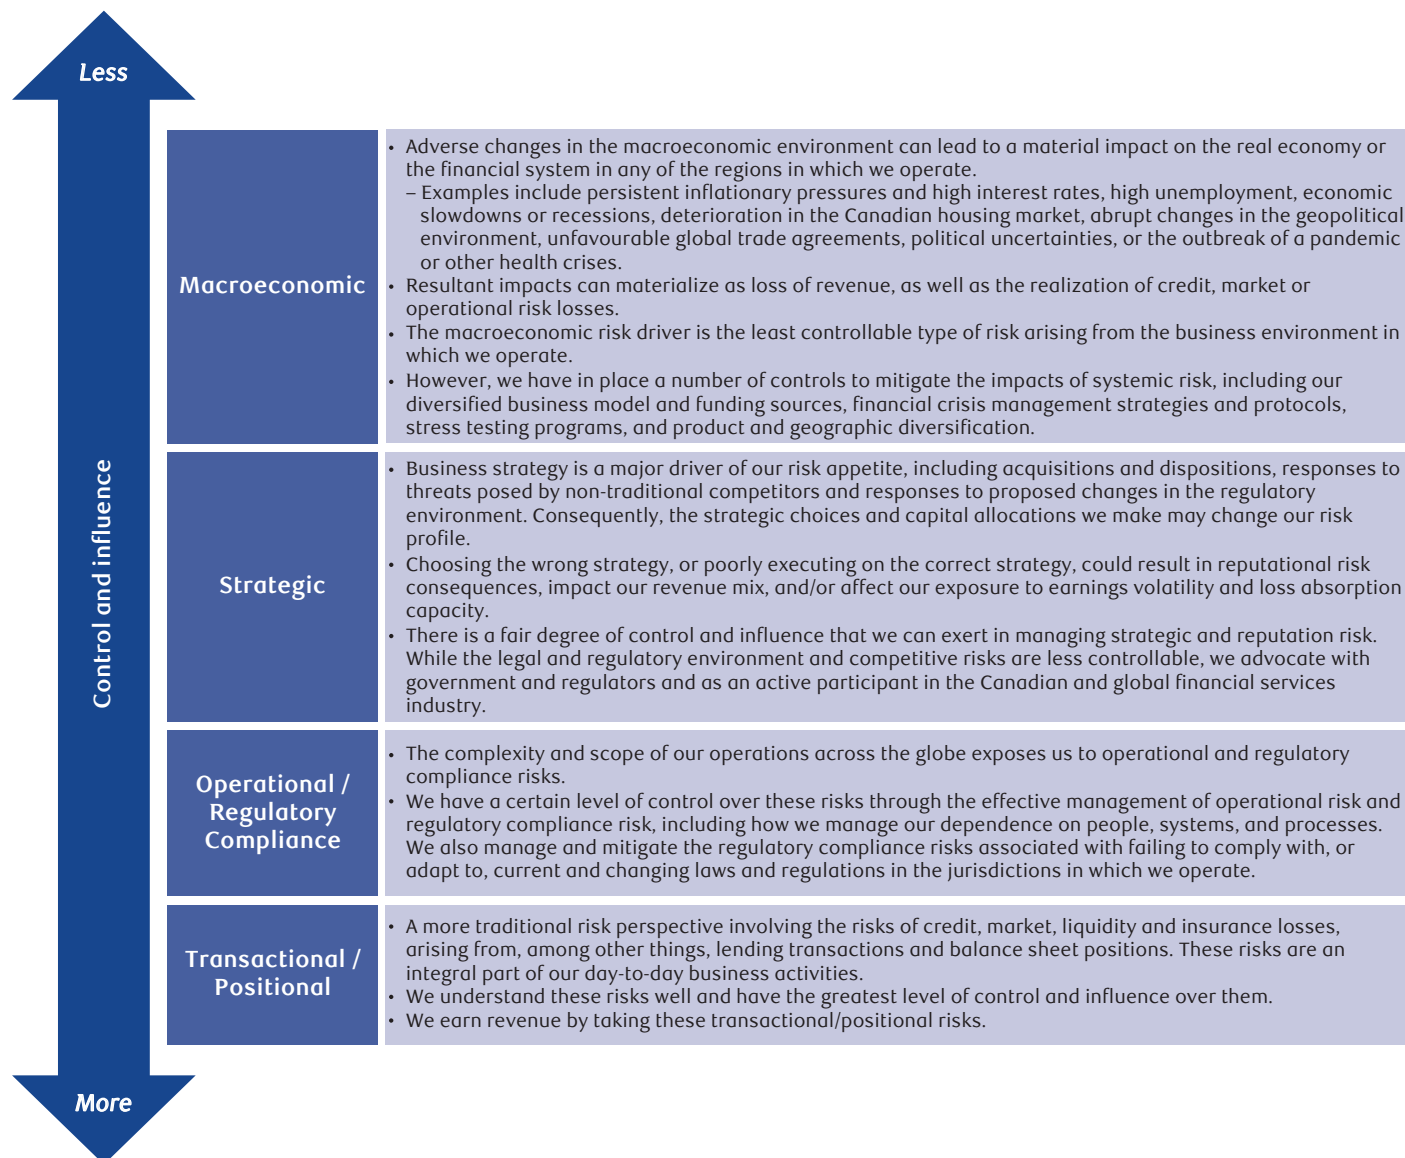 Less
Control and influence
Macroeconomic
• Adverse changes in the macroeconomic environment can lead to a material impact on the real economy or
the financial system in any of the regions in which we operate.
– Examples include persistent inflationary pressures and high interest rates, high unemployment, economic
slowdowns or recessions, deterioration in the Canadian housing market, abrupt changes in the geopolitical
environment, unfavourable global trade agreements, political uncertainties, or the outbreak of a pandemic
or other health crises.
• Resultant impacts can materialize as loss of revenue, as well as the realization of credit, market or
operational risk losses.
• The macroeconomic risk driver is the least controllable type of risk arising from the business environment in
which we operate.
• However, we have in place a number of controls to mitigate the impacts of systemic risk, including our
diversified business model and funding sources, financial crisis management strategies and protocols,
stress testing programs, and product and geographic diversification.
Strategic
• Business strategy is a major driver of our risk appetite, including acquisitions and dispositions, responses to
threats posed by non-traditional competitors and responses to proposed changes in the regulatory
environment. Consequently, the strategic choices and capital allocations we make may change our risk
profile.
• Choosing the wrong strategy, or poorly executing on the correct strategy, could result in reputational risk
consequences, impact our revenue mix, and/or affect our exposure to earnings volatility and loss absorption
capacity.
• There is a fair degree of control and influence that we can exert in managing strategic and reputation risk.
While the legal and regulatory environment and competitive risks are less controllable, we advocate with
government and regulators and as an active participant in the Canadian and global financial services
industry.
Operational /
Regulatory
Compliance
• The complexity and scope of our operations across the globe exposes us to operational and regulatory
compliance risks.
• We have a certain level of control over these risks through the effective management of operational risk and
regulatory compliance risk, including how we manage our dependence on people, systems, and processes.
We also manage and mitigate the regulatory compliance risks associated with failing to comply with, or
adapt to, current and changing laws and regulations in the jurisdictions in which we operate.
Transactional /
Positional
• A more traditional risk perspective involving the risks of credit, market, liquidity and insurance losses,
arising from, among other things, lending transactions and balance sheet positions. These risks are an
integral part of our day-to-day business activities.
• We understand these risks well and have the greatest level of control and influence over them.
• We earn revenue by taking these transactional/positional risks.
More